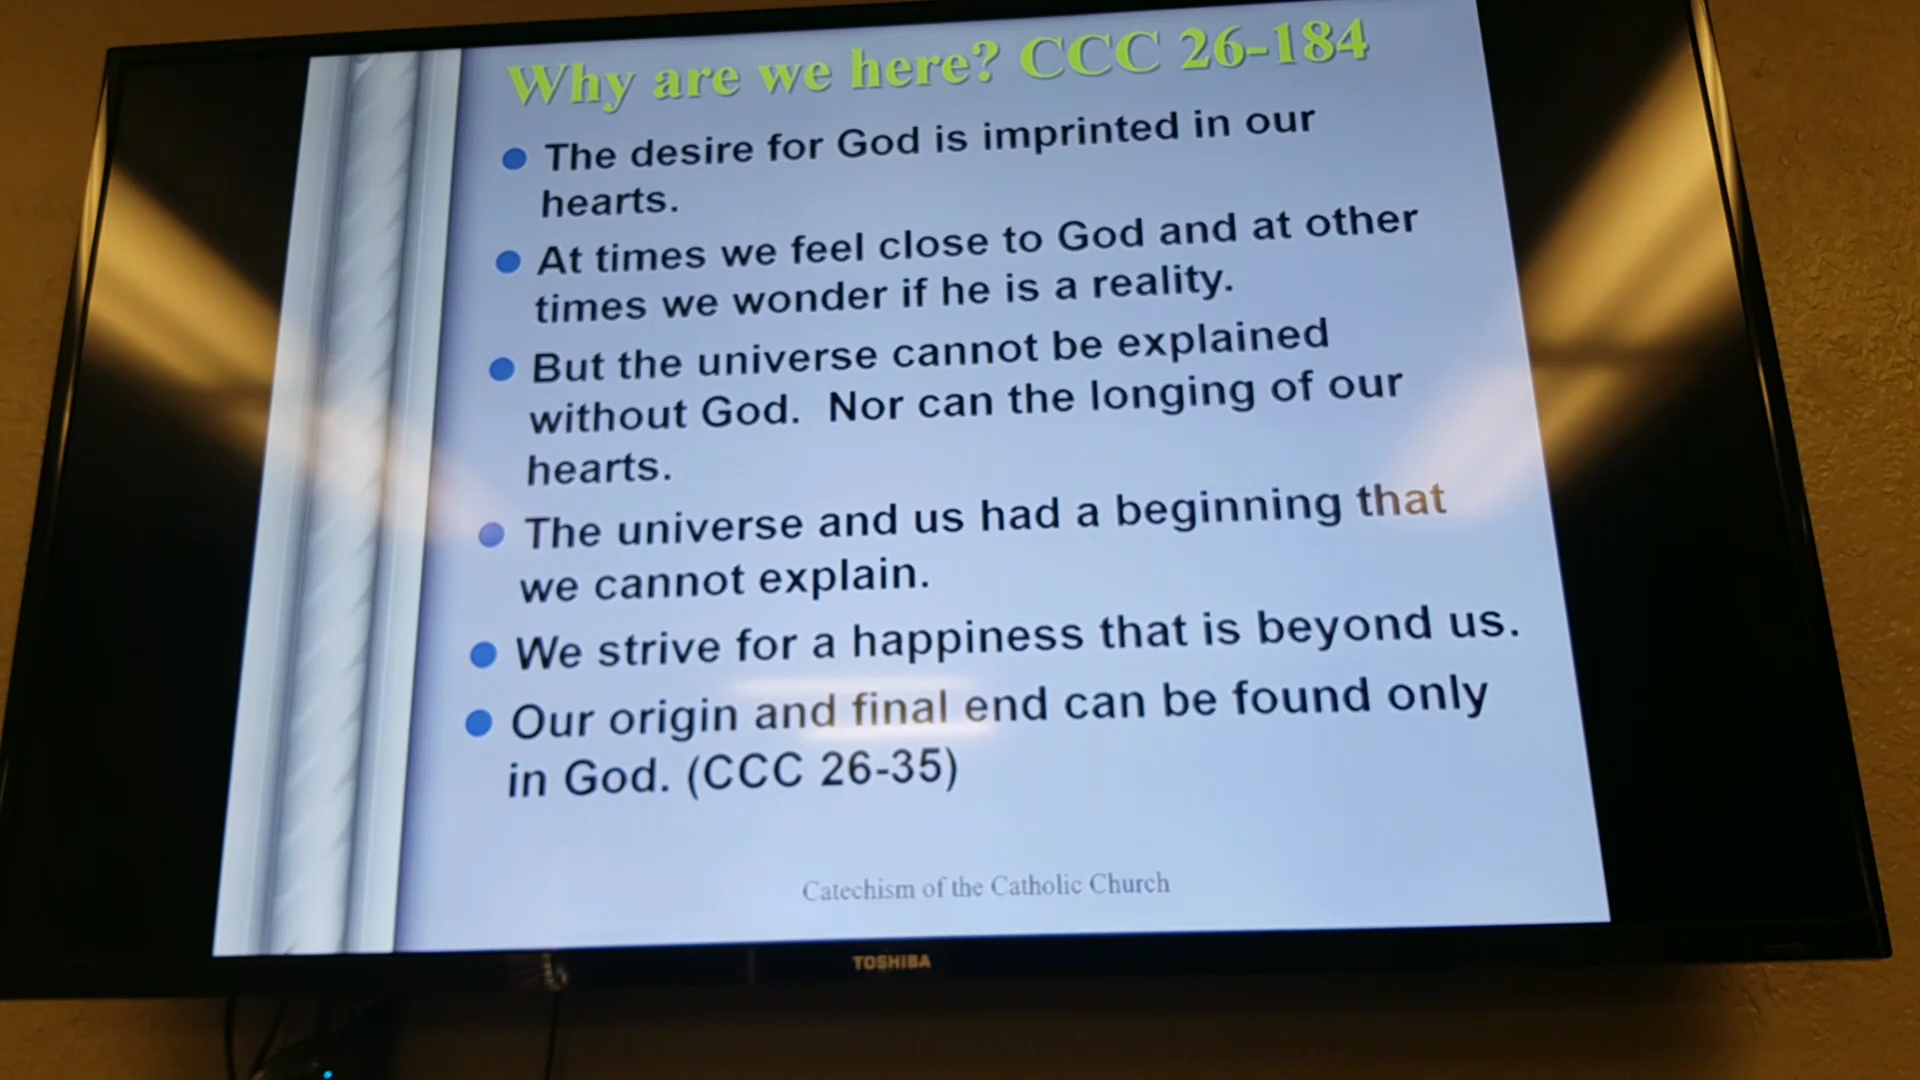 Why are we here? CCC 26-184
The desire for God is imprinted in our
hearts.
At times we feel close to God and at other
times we wonder if he is a reality.
But the universe cannot be explained
without God. Nor can the longing of our
hearts.
The universe and us had a beginning that
we cannot explain.
We strive for a happiness that is beyond us.
Our origin and final end can be found only
in God. (CCC 26-35)
Catechism of the Catholic Church
TOSHIBA